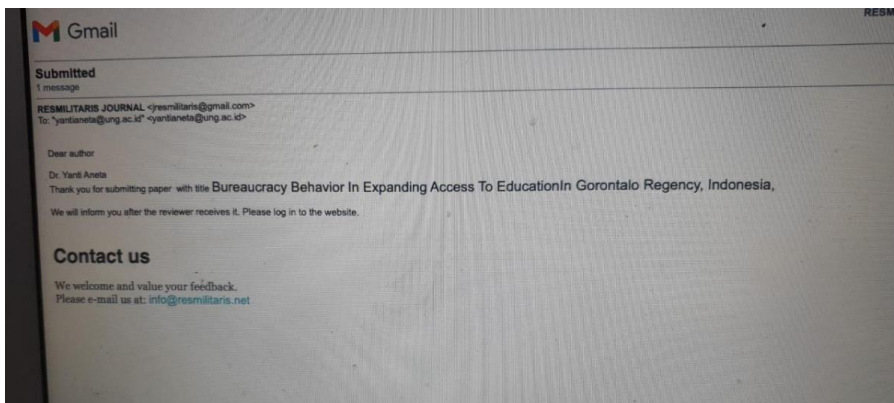 RESM
Gmail
Submitted
1 message
RESMILITARIS JOURNAL <jresmilitaris@gmail.com>
To: "yantianeta@ung.ac.id" <yantianeta@ung.ac.id>
Dear author
Dr. Yanti Aneta
Thank you for submitting paper with title Bureaucracy Behavior In Expanding Access To EducationIn Gorontalo Regency, Indonesia,
We will inform you after the reviewer receives it. Please log in to the website.
Contact us
We welcome and value your feedback.
Please e-mail us at: info@resmilitaris.net